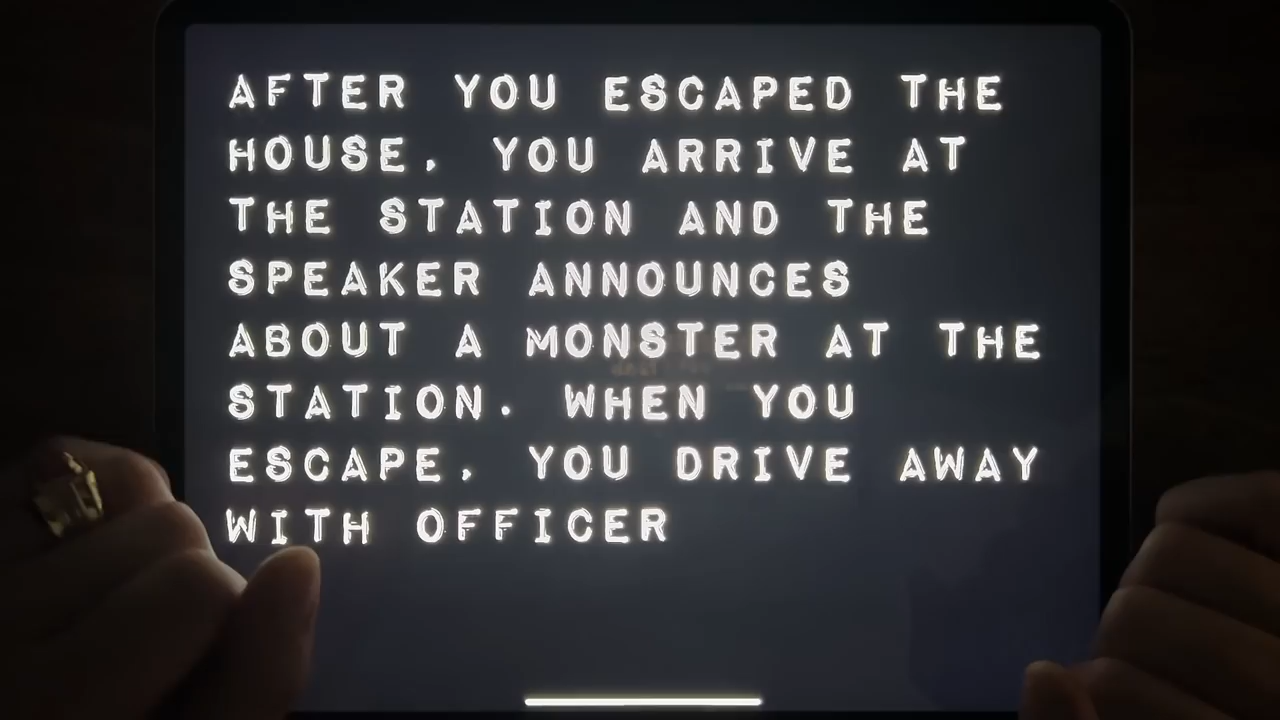 AFTER YOU ESCAPED THE
HOUSE, YOU ARRIVE AT
THE STATION AND THE
SPEAKER ANNOUNCES
ABOUT A MONSTER AT THE
STATION. WHEN YOU
ESCAPE, YOU DRIVE AWAY
WITH OFFICER